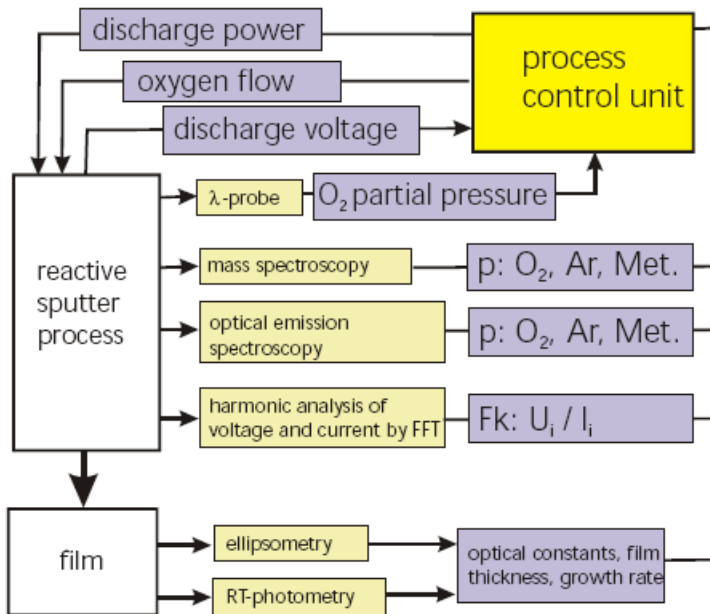 discharge power
oxygen flow
discharge voltage
process
control unit
λ-probe
O₂ partial pressure
reactive
sputter
process
mass spectroscopy
p: O₂, Ar, Met.
optical emission
spectroscopy
p: O₂, Ar, Met.
harmonic analysis of
voltage and current by FFT
Fk: Uᵢ / Iᵢ
film
ellipsometry
RT-photometry
optical constants, film
thickness, growth rate